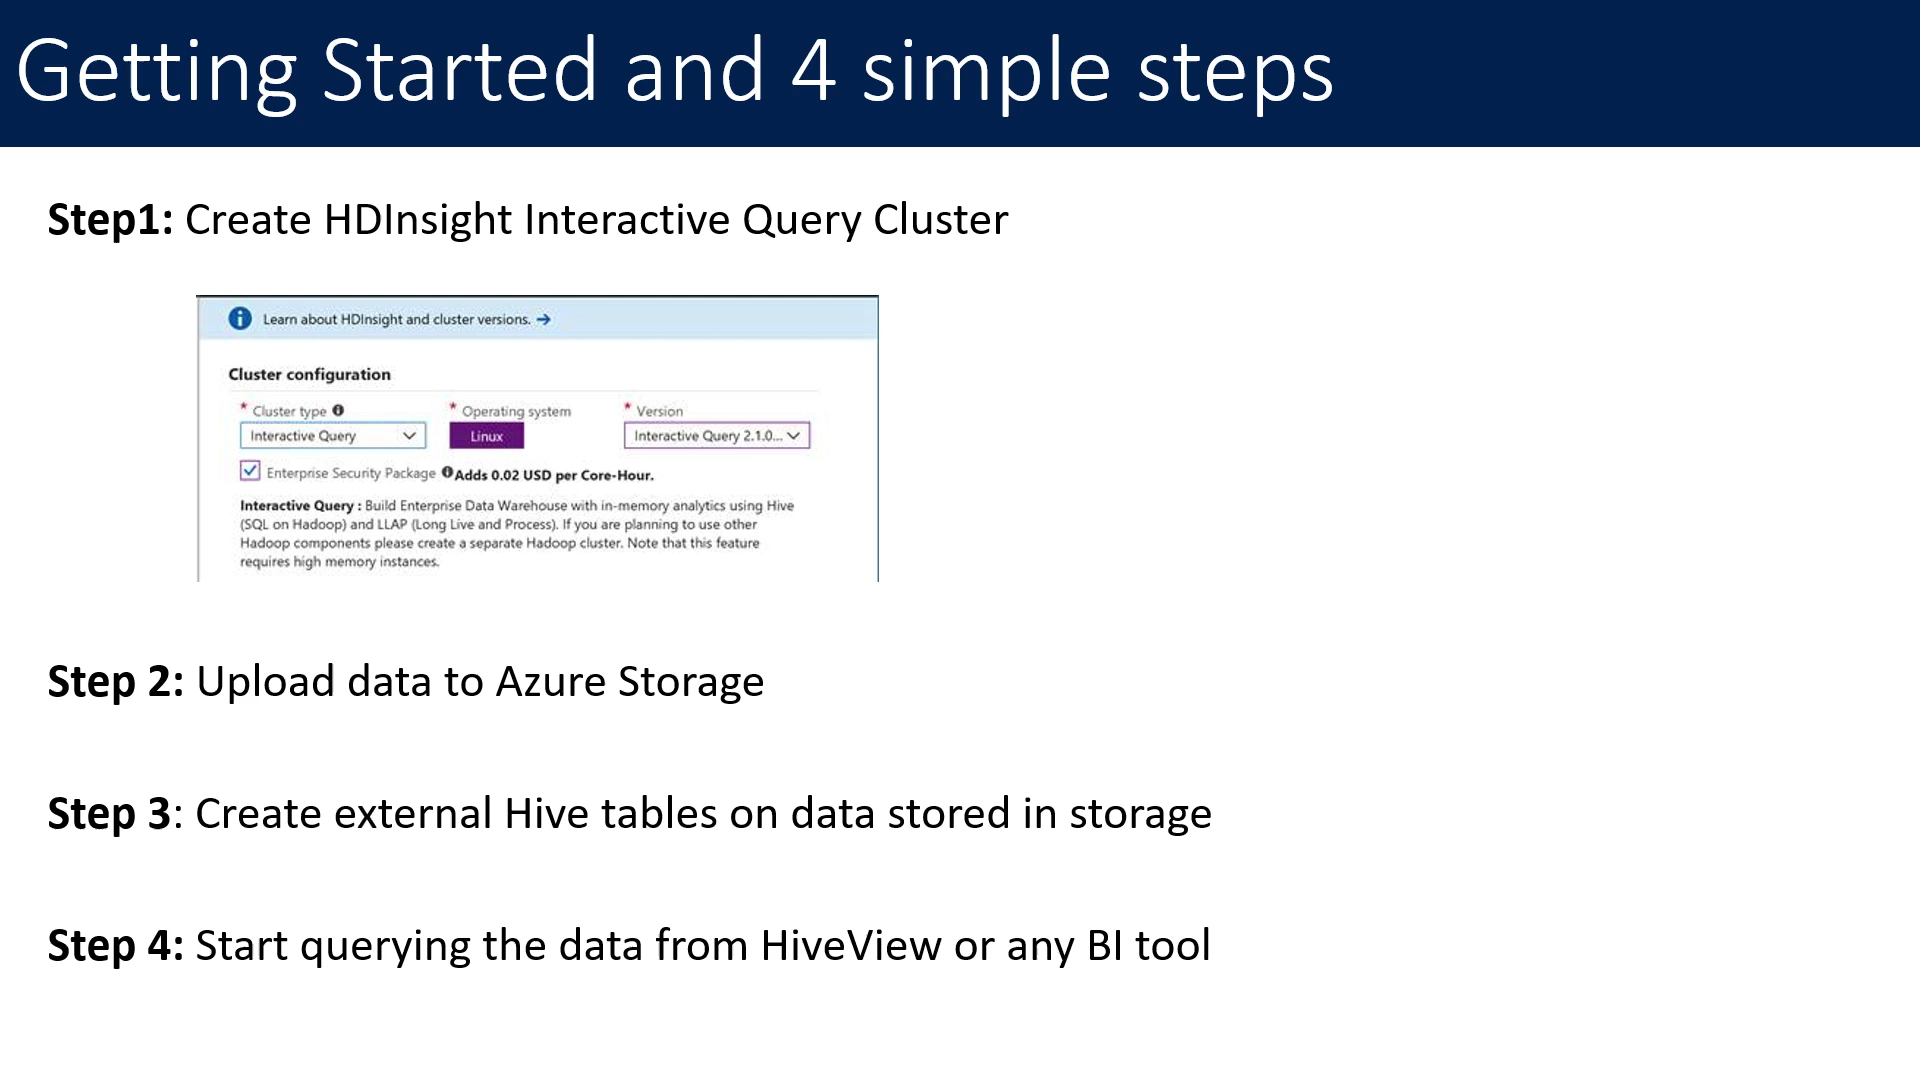 Getting Started and 4 simple steps
Step1: Create HDInsight Interactive Query Cluster
Learn about HDInsight and cluster versions. →
Cluster configuration
* Cluster type * Operating system * Version
Interactive Query Linux Interactive Query 2.1.0...
Enterprise Security Package Adds 0.02 USD per Core-Hour.
Interactive Query : Build Enterprise Data Warehouse with in-memory analytics using Hive
(SQL on Hadoop) and LLAP (Long Live and Process). If you are planning to use other
Hadoop components please create a separate Hadoop cluster. Note that this feature
requires high memory instances.
Step 2: Upload data to Azure Storage
Step 3: Create external Hive tables on data stored in storage
Step 4: Start querying the data from HiveView or any BI tool